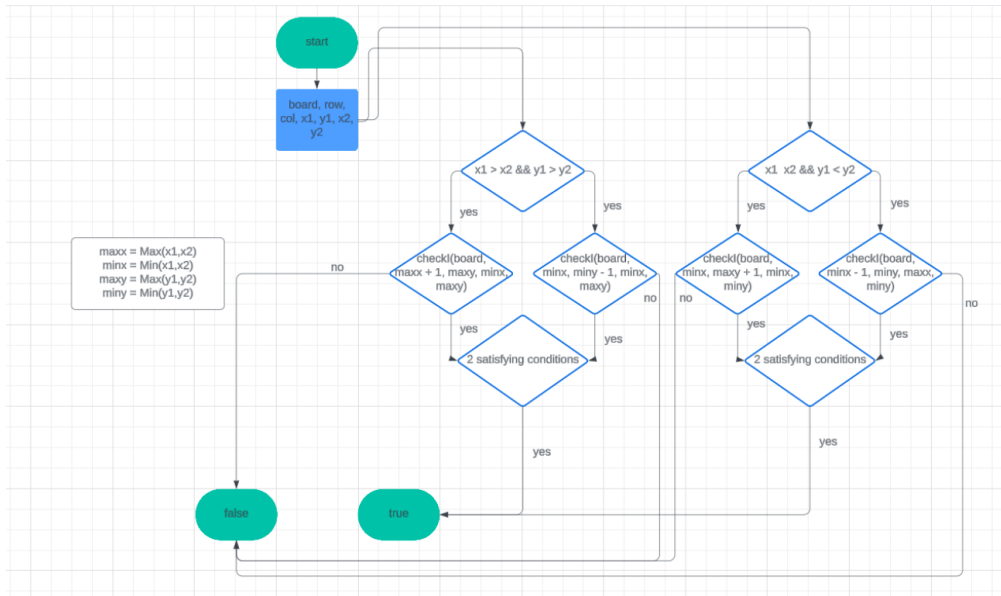 start
board, row,
col, x1, y1, x2,
y2
x1 > x2 && y1 > y2
x1  x2 && y1 < y2
yes
yes
yes
yes
maxx = Max(x1,x2)
minx = Min(x1,x2)
maxy = Max(y1,y2)
miny = Min(y1,y2)
no
checkI(board,
maxx + 1, maxy, minx,
maxy)
checkI(board,
minx, miny - 1, minx,
maxy)
checkI(board,
minx, maxy + 1, minx,
miny)
checkI(board,
minx - 1, miny, maxx,
miny)
no
no
no
yes
yes
yes
yes
2 satisfying conditions
2 satisfying conditions
yes
yes
false
true